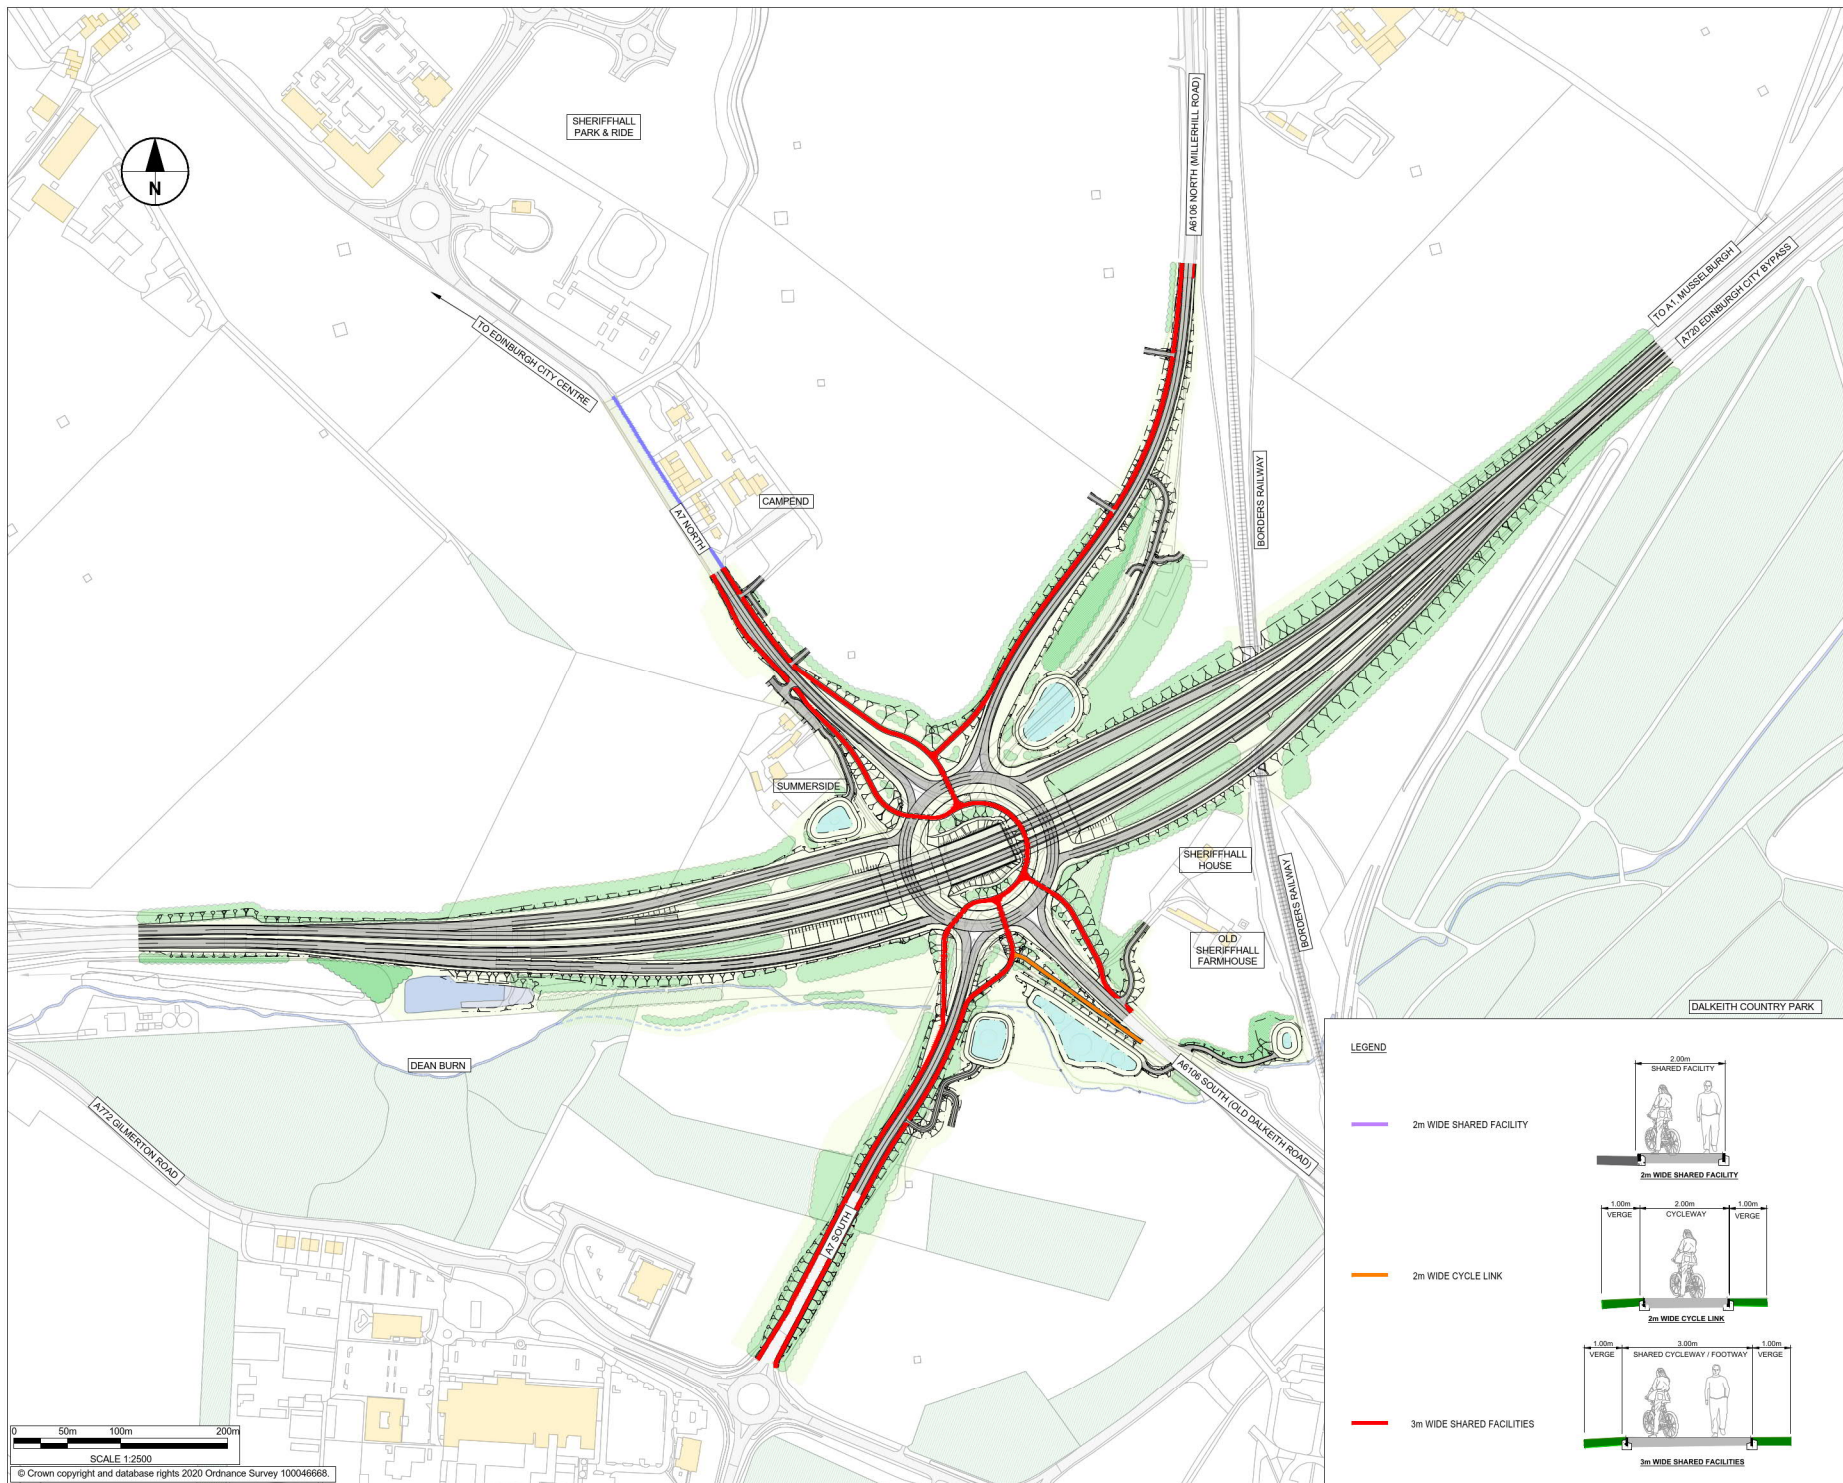 SHERIFFHALL
PARK & RIDE
N
A6106 NORTH (MILLERHILL ROAD)
TO A1, MUSSELBURGH
A720 EDINBURGH CITY BYPASS
TO EDINBURGH CITY CENTRE
BORDERS RAILWAY
CAMPEND
A7 NORTH
SUMMERSIDE
SHERIFFHALL
HOUSE
BORDERS RAILWAY
OLD
SHERIFFHALL
FARMHOUSE
DALKEITH COUNTRY PARK
DEAN BURN
A772 GILMERTON ROAD
A6106 SOUTH (OLD DALKEITH ROAD)
A7 SOUTH
LEGEND
2.00m
SHARED FACILITY
2m WIDE SHARED FACILITY
2m WIDE SHARED FACILITY
1.00m 2.00m 1.00m
VERGE CYCLEWAY VERGE
2m WIDE CYCLE LINK
2m WIDE CYCLE LINK
1.00m 3.00m 1.00m
VERGE SHARED CYCLEWAY / FOOTWAY VERGE
3m WIDE SHARED FACILITIES
3m WIDE SHARED FACILITIES
0 50m 100m 200m
SCALE 1:2500
© Crown copyright and database rights 2020 Ordnance Survey 100046668.